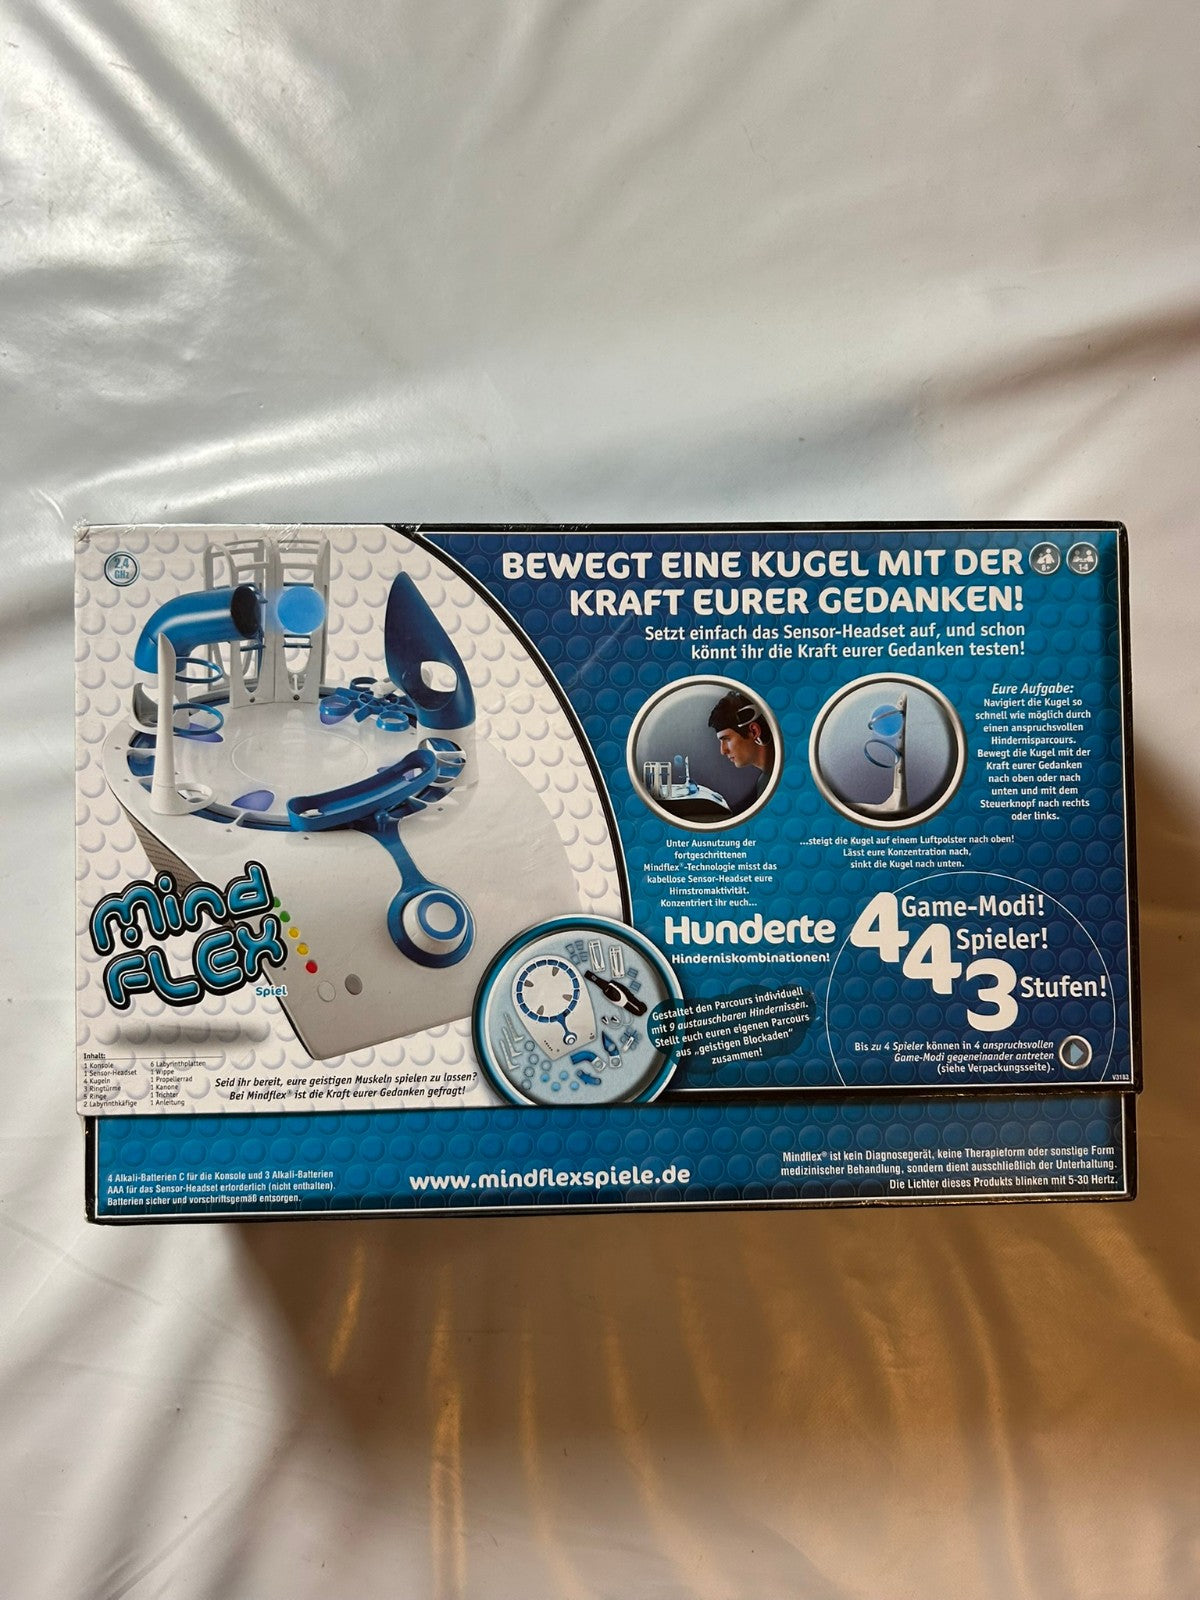 2,4
GHz
BEWEGT EINE KUGEL MIT DER
KRAFT EURER GEDANKEN!
8+
1-4
Setzt einfach das Sensor-Headset auf, und schon
könnt ihr die Kraft eurer Gedanken testen!
Eure Aufgabe:
Navigiert die Kugel so
schnell wie möglich durch
einen anspruchsvollen
Hindernisparcours.
Bewegt die Kugel mit der
Kraft eurer Gedanken
nach oben oder nach
unten und mit dem
Steuerknopf nach rechts
oder links.
Unter Ausnutzung der
fortgeschrittenen
Mindflex®-Technologie misst das
kabellose Sensor-Headset eure
Hirnstromaktivität.
Konzentriert ihr euch...
...steigt die Kugel auf einem Luftpolster nach oben!
Lässt eure Konzentration nach,
sinkt die Kugel nach unten.
Mind
FLEX
Spiel
Hunderte
Hinderniskombinationen!
4 Game-Modi!
4 Spieler!
3 Stufen!
Gestaltet den Parcours individuell
mit 9 austauschbaren Hindernissen.
Stellt euch euren eigenen Parcours
aus „geistigen Blockaden"
zusammen!
Bis zu 4 Spieler können in 4 anspruchsvollen
Game-Modi gegeneinander antreten
(siehe Verpackungsseite).
V3182
Inhalt:
1 Konsole
1 Sensor-Headset
4 Kugeln
3 Ringtürme
5 Ringe
2 Labyrinthkäfige
6 Labyrinthplatten
1 Wippe
1 Propellerrad
1 Kanone
1 Trichter
1 Anleitung
Seid ihr bereit, eure geistigen Muskeln spielen zu lassen?
Bei Mindflex® ist die Kraft eurer Gedanken gefragt!
4 Alkali-Batterien C für die Konsole und 3 Alkali-Batterien
AAA für das Sensor-Headset erforderlich (nicht enthalten).
Batterien sicher und vorschriftsgemäß entsorgen.
www.mindflexspiele.de
Mindflex® ist kein Diagnosegerät, keine Therapieform oder sonstige Form
medizinischer Behandlung, sondern dient ausschließlich der Unterhaltung.
Die Lichter dieses Produkts blinken mit 5-30 Hertz.